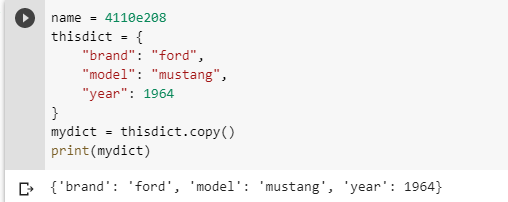 name = 4110e208
thisdict = {
    "brand": "ford",
    "model": "mustang",
    "year": 1964
}
mydict = thisdict.copy()
print(mydict)
{'brand': 'ford', 'model': 'mustang', 'year': 1964}